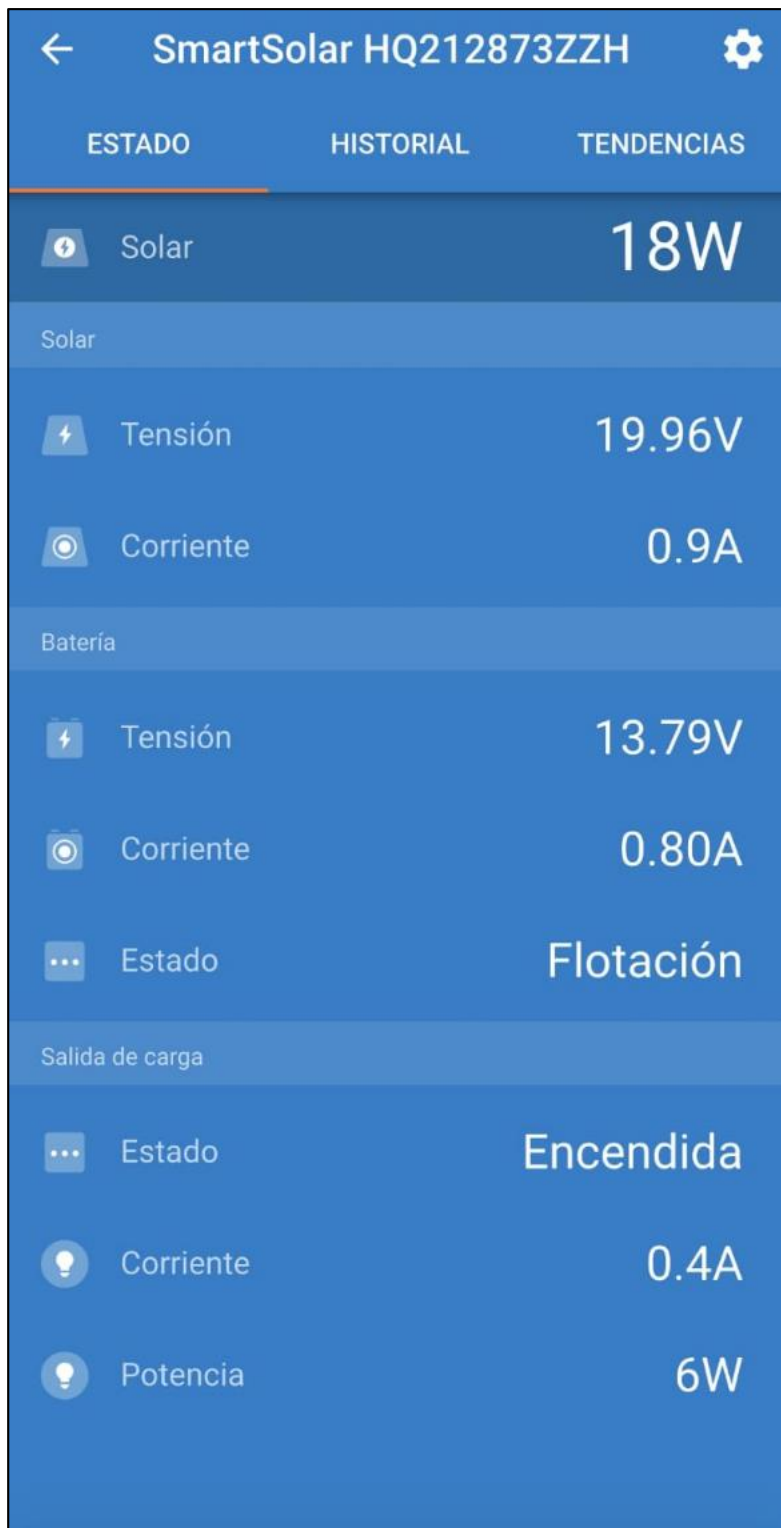 SmartSolar HQ212873ZZH
ESTADO HISTORIAL TENDENCIAS
Solar 18W
Solar
Tensión 19.96V
Corriente 0.9A
Batería
Tensión 13.79V
Corriente 0.80A
Estado Flotación
Salida de carga
Estado Encendida
Corriente 0.4A
Potencia 6W